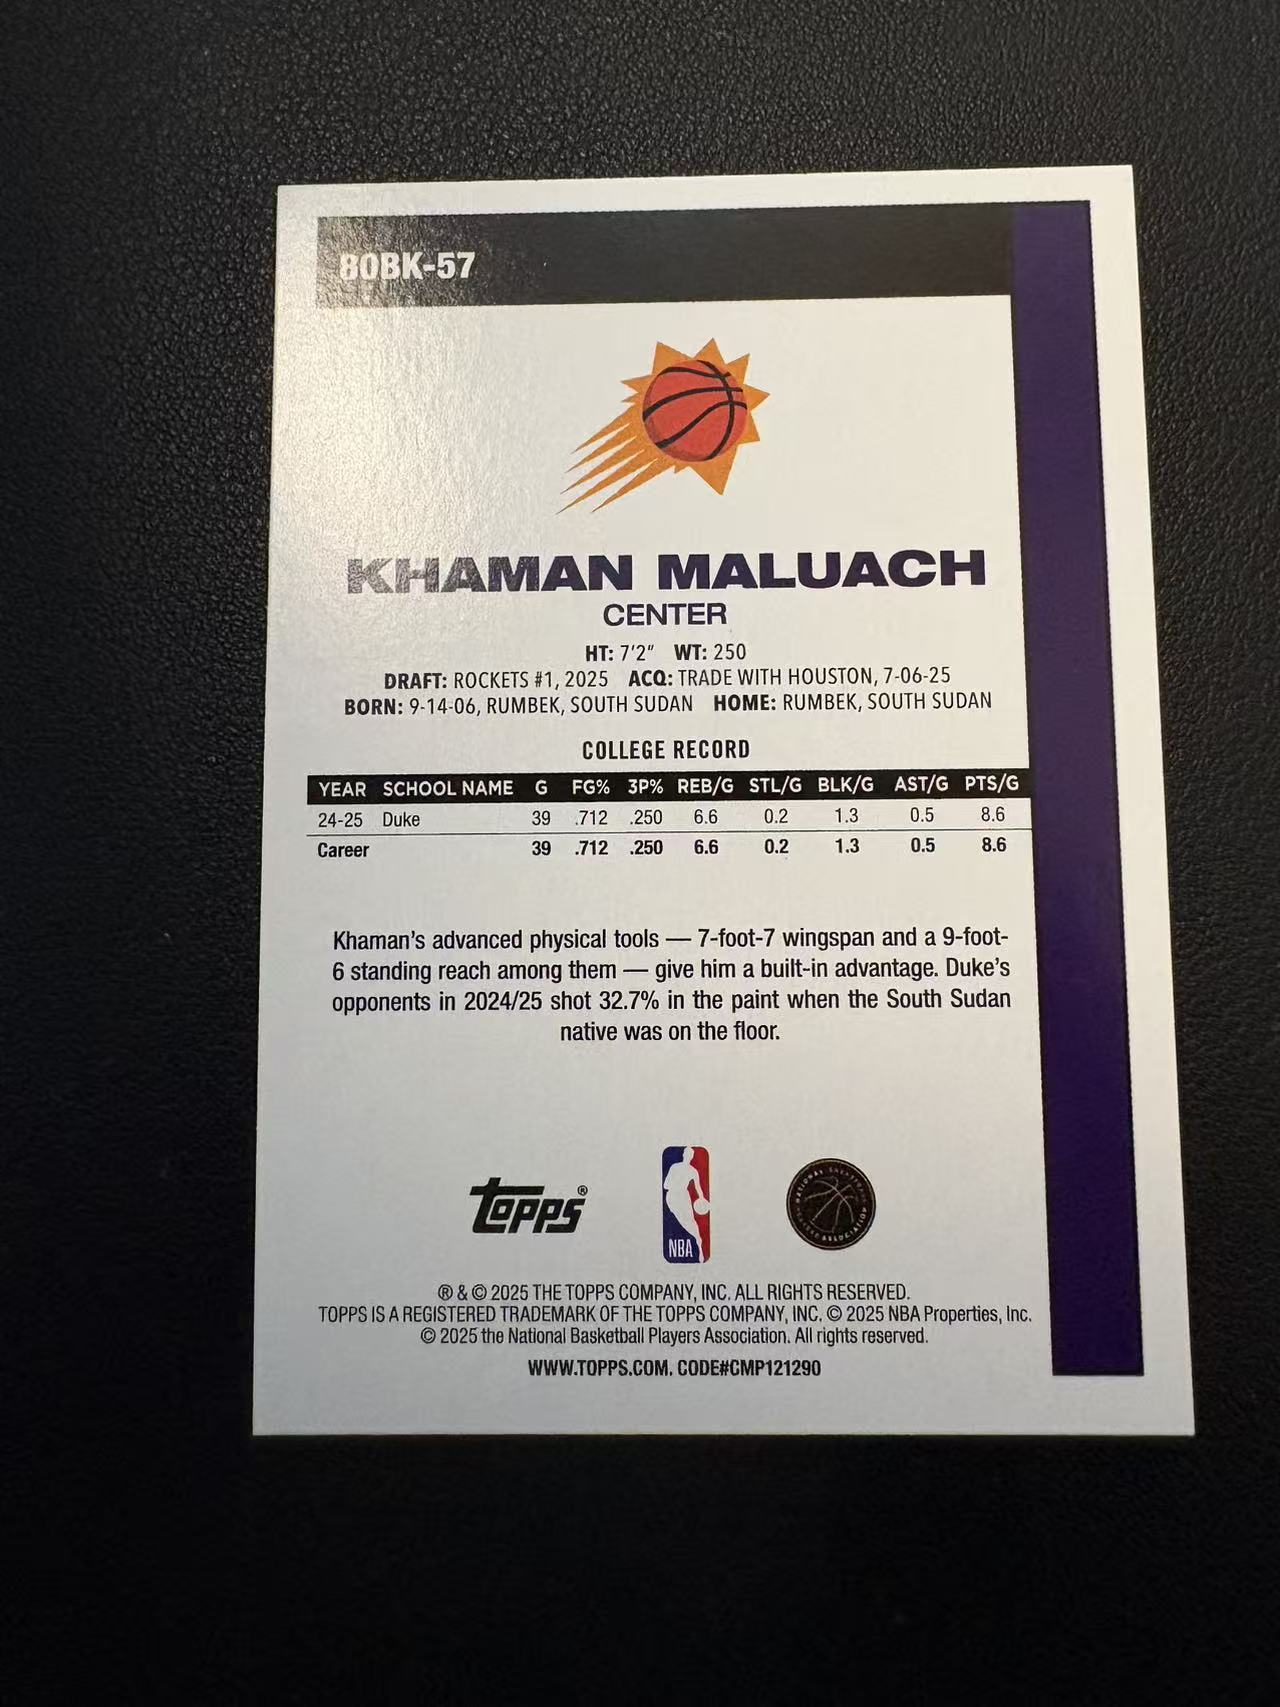 80BK-57
KHAMAN MALUACH
CENTER
HT: 7'2" WT: 250
DRAFT: ROCKETS #1, 2025 ACQ: TRADE WITH HOUSTON, 7-06-25
BORN: 9-14-06, RUMBEK, SOUTH SUDAN HOME: RUMBEK, SOUTH SUDAN
COLLEGE RECORD
YEAR SCHOOL NAME G FG% 3P% REB/G STL/G BLK/G AST/G PTS/G
24-25 Duke 39 .712 .250 6.6 0.2 1.3 0.5 8.6
Career 39 .712 .250 6.6 0.2 1.3 0.5 8.6
Khaman's advanced physical tools — 7-foot-7 wingspan and a 9-foot-
6 standing reach among them — give him a built-in advantage. Duke's
opponents in 2024/25 shot 32.7% in the paint when the South Sudan
native was on the floor.
Topps®
NBA
® & © 2025 THE TOPPS COMPANY, INC. ALL RIGHTS RESERVED.
TOPPS IS A REGISTERED TRADEMARK OF THE TOPPS COMPANY, INC. © 2025 NBA Properties, Inc.
© 2025 the National Basketball Players Association. All rights reserved.
WWW.TOPPS.COM. CODE#CMP121290